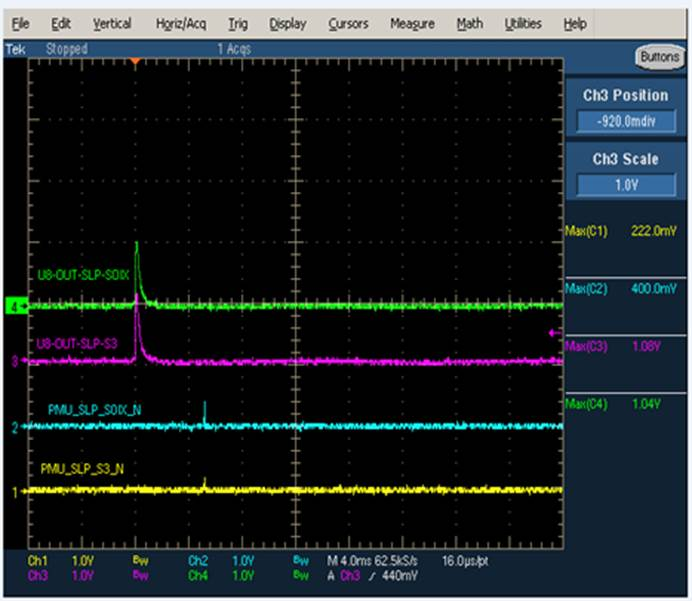 File Edit Vertical Horiz/Acq Trig Display Cursors Measure Math Utilities Help
Tek Stopped 1 Acqs Buttons
Ch3 Position
-920.0mdiv
Ch3 Scale
1.0V
Max(C1) 222.0mV
U8-OUT-SLP-S0IX
Max(C2) 400.0mV
4
U8-OUT-SLP-S3
Max(C3) 1.08V
3
PMU_SLP_S0IX_N
Max(C4) 1.04V
2
PMU_SLP_S3_N
1
Ch1 1.0V Bw Ch2 1.0V Bw M 4.0ms 62.5kS/s 16.0µs/pt
Ch3 1.0V Bw Ch4 1.0V Bw A Ch3 / 440mV